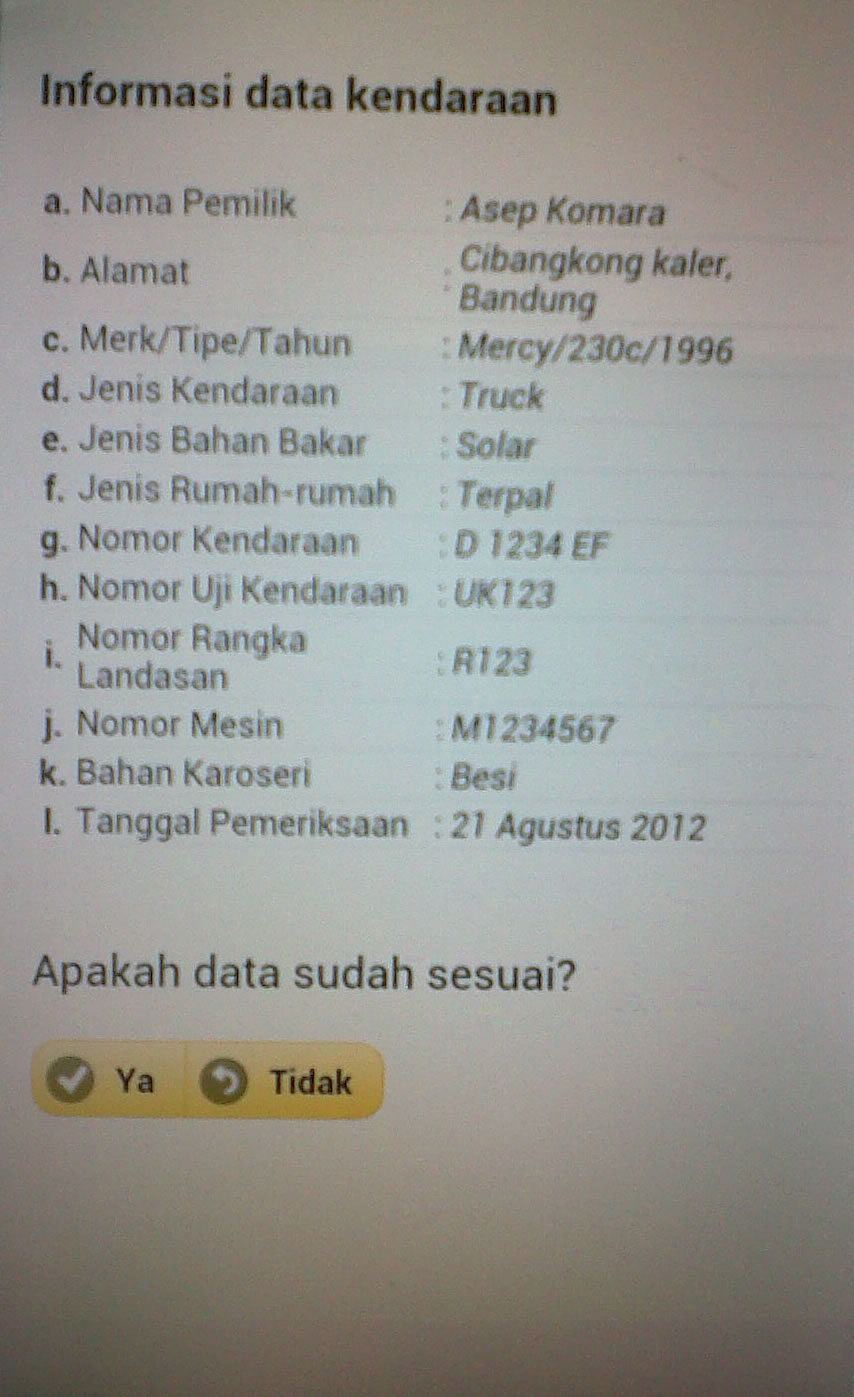 Informasi data kendaraan
a. Nama Pemilik : Asep Komara
b. Alamat : Cibangkong kaler,
Bandung
c. Merk/Tipe/Tahun : Mercy/230c/1996
d. Jenis Kendaraan : Truck
e. Jenis Bahan Bakar : Solar
f. Jenis Rumah-rumah : Terpal
g. Nomor Kendaraan : D 1234 EF
h. Nomor Uji Kendaraan : UK123
i. Nomor Rangka
Landasan : R123
j. Nomor Mesin : M1234567
k. Bahan Karoseri : Besi
l. Tanggal Pemeriksaan : 21 Agustus 2012
Apakah data sudah sesuai?
Ya Tidak